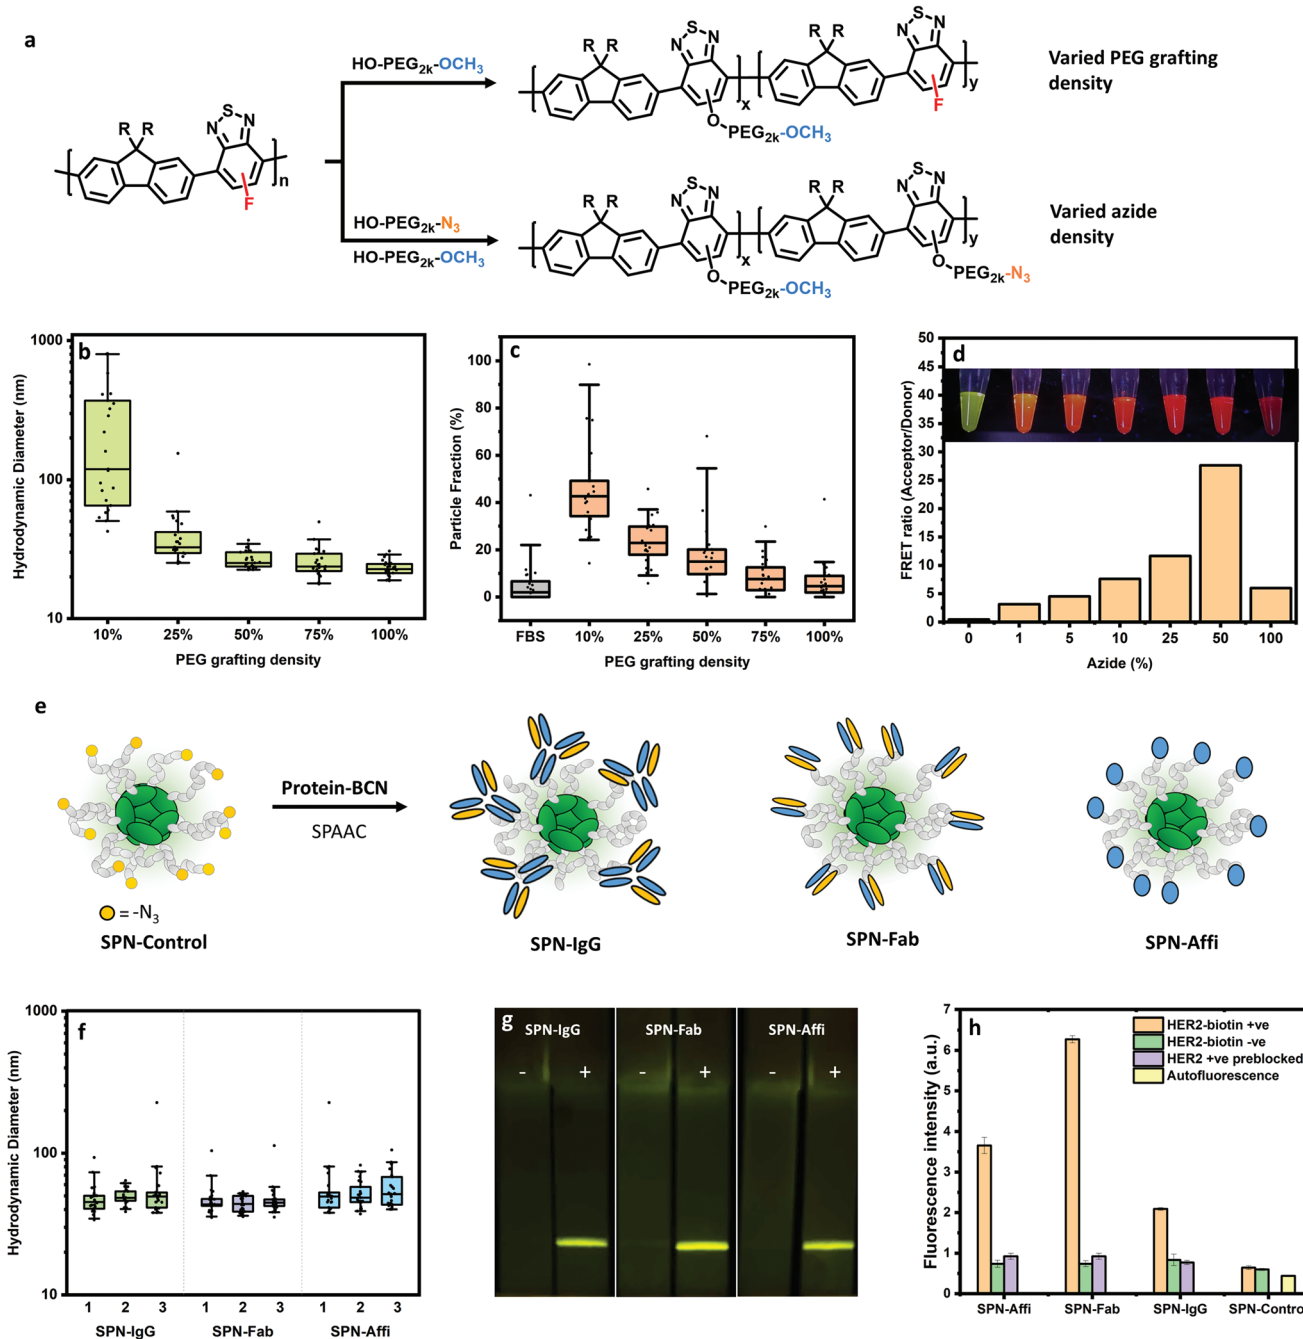 a
HO-PEG2k-OCH3
HO-PEG2k-N3
HO-PEG2k-OCH3
R R
S
N N
n
F
R R
S
N N
x
O
PEG2k-OCH3
R R
S
N N
y
F
Varied PEG grafting
density
R R
S
N N
x
O
PEG2k-OCH3
R R
S
N N
y
O
PEG2k-N3
Varied azide
density
b
Hydrodynamic Diameter (nm)
1000
100
10
10% 25% 50% 75% 100%
PEG grafting density
c
Particle Fraction (%)
100
80
60
40
20
0
FBS 10% 25% 50% 75% 100%
PEG grafting density
d
FRET ratio (Acceptor/Donor)
50
45
40
35
30
25
20
15
10
5
0
0 1 5 10 25 50 100
Azide (%)
e
= -N3
SPN-Control
Protein-BCN
SPAAC
SPN-IgG
SPN-Fab
SPN-Affi
f
Hydrodynamic Diameter (nm)
1000
100
10
1 2 3 1 2 3 1 2 3
SPN-IgG SPN-Fab SPN-Affi
g
SPN-IgG SPN-Fab SPN-Affi
- + - + - +
h
Fluorescence intensity (a.u.)
7
6
5
4
3
2
1
0
HER2-biotin +ve
HER2-biotin -ve
HER2 +ve preblocked
Autofluorescence
SPN-Affi SPN-Fab SPN-IgG SPN-Control